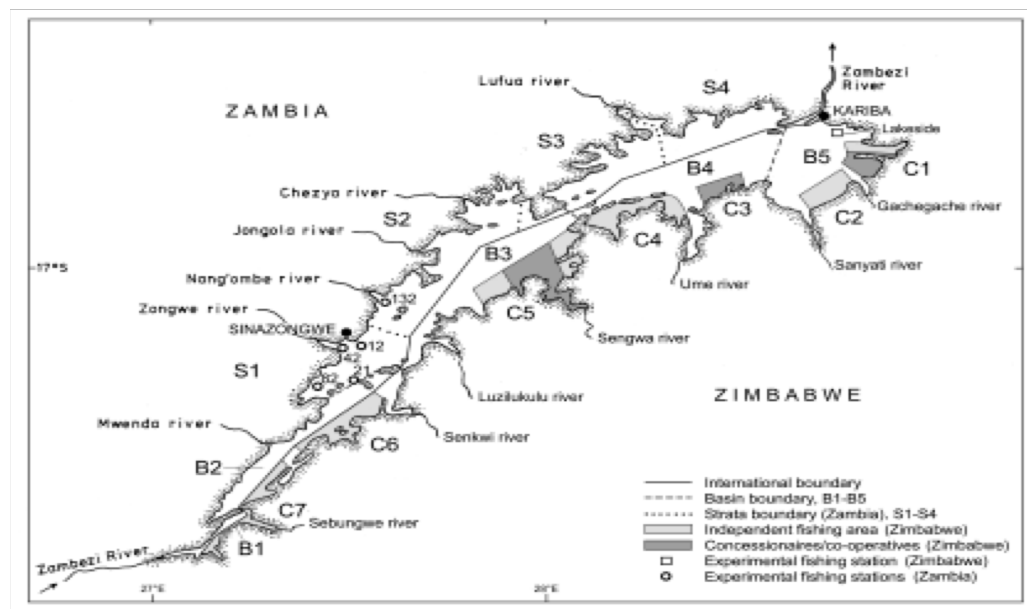 Lufua river
S4
Zambezi
River
KARIBA
Lakeside
ZAMBIA
S3
B5
C1
B4
Chezya river
C3
C2
Gachegache river
S2
Jongola river
C4
B3
Sanyati river
17°S
Ume river
Nang'ombe river
132
C5
Zongwe river
SINAZONGWE
12
Sengwa river
42
S1
32
21
Luzilukulu river
ZIMBABWE
Mwenda river
Senkwi river
C6
B2
International boundary
Basin boundary, B1-B5
C7
Strata boundary (Zambia), S1-S4
Sebungwe river
Independent fishing area (Zimbabwe)
B1
Concessionaires/co-operatives (Zimbabwe)
Zambezi River
Experimental fishing station (Zimbabwe)
Experimental fishing stations (Zambia)
27°E
28°E